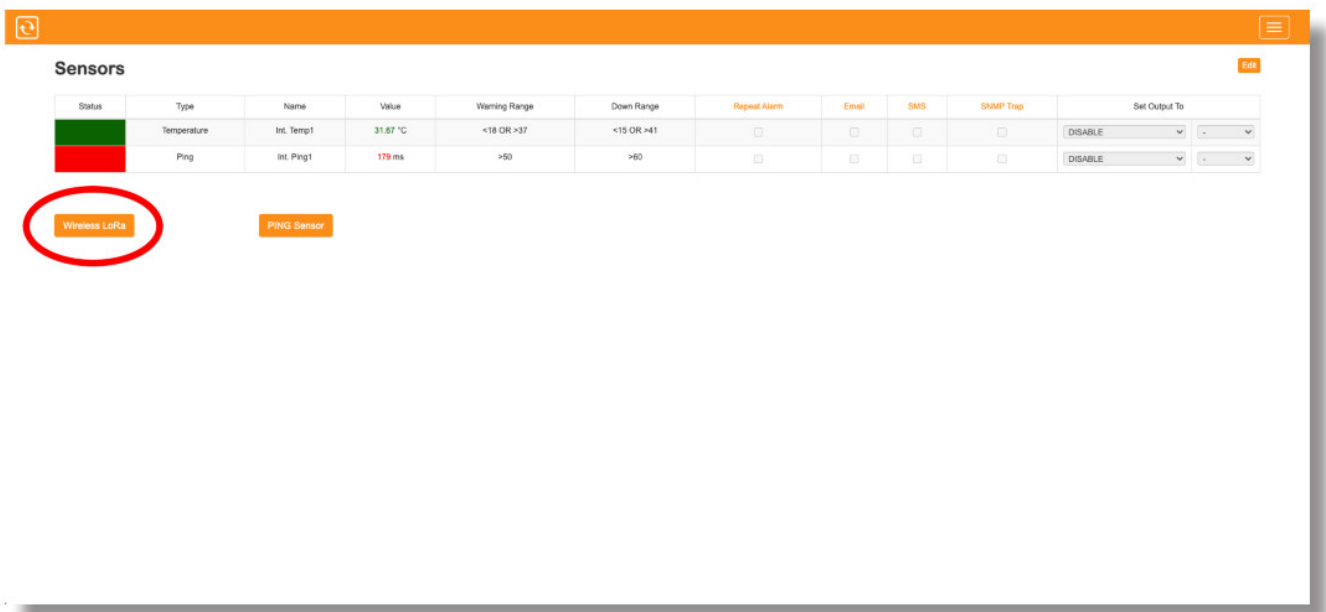 Sensors
Edit
Status Type Name Value Warning Range Down Range Repeat Alarm Email SMS SNMP Trap Set Output To
Temperature Int. Temp1 31.67 °C <18 OR >37 <15 OR >41 DISABLE -
Ping Int. Ping1 179 ms >50 >60 DISABLE -
Wireless LoRa PING Sensor